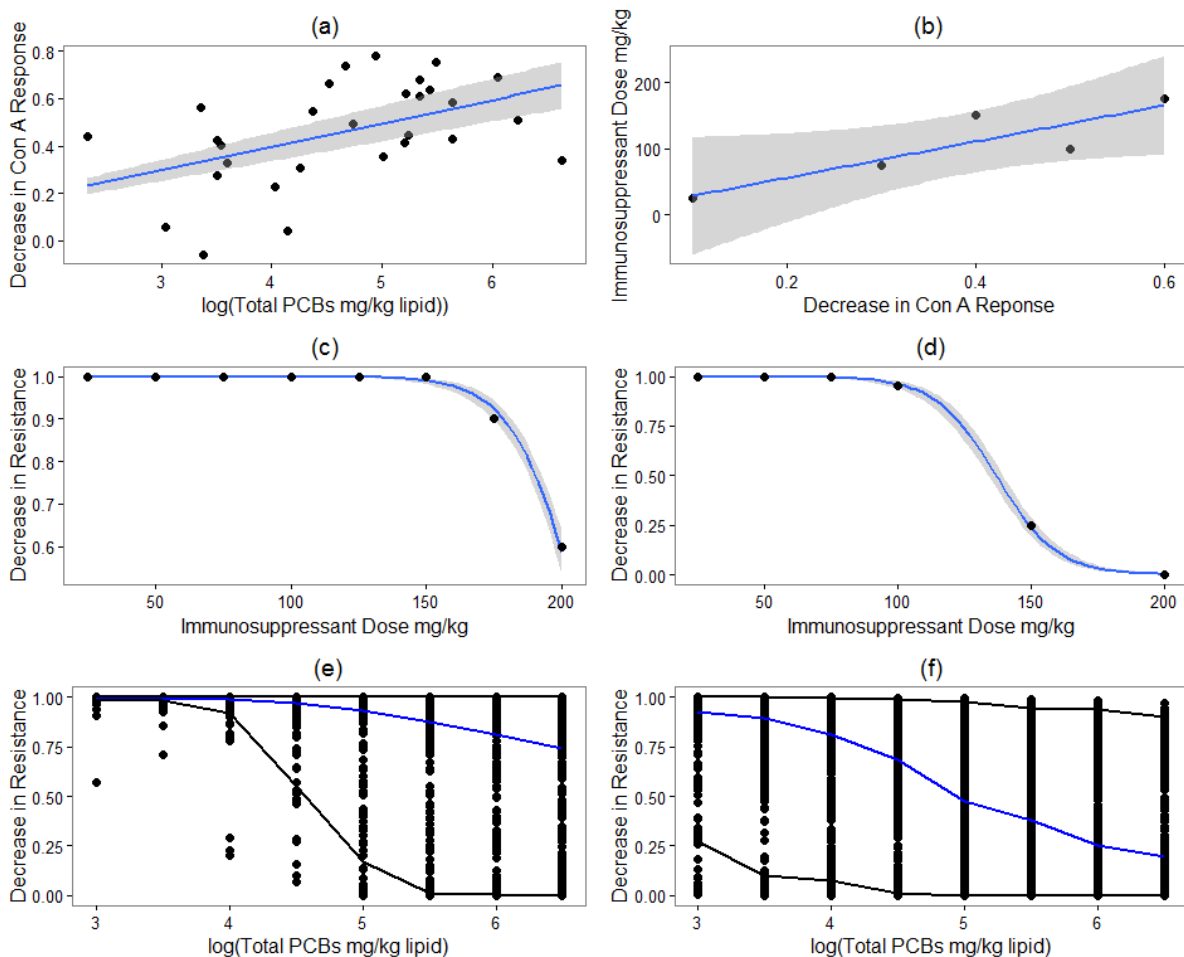 (a)
Decrease in Con A Response
0.8
0.6
0.4
0.2
0.0
3 4 5 6
log(Total PCBs mg/kg lipid))
(b)
Immunosuppressant Dose mg/kg
200
100
0
0.2 0.4 0.6
Decrease in Con A Reponse
(c)
Decrease in Resistance
1.0
0.9
0.8
0.7
0.6
50 100 150 200
Immunosuppressant Dose mg/kg
(d)
Decrease in Resistance
1.00
0.75
0.50
0.25
0.00
50 100 150 200
Immunosuppressant Dose mg/kg
(e)
Decrease in Resistance
1.00
0.75
0.50
0.25
0.00
3 4 5 6
log(Total PCBs mg/kg lipid)
(f)
Decrease in Resistance
1.00
0.75
0.50
0.25
0.00
3 4 5 6
log(Total PCBs mg/kg lipid)